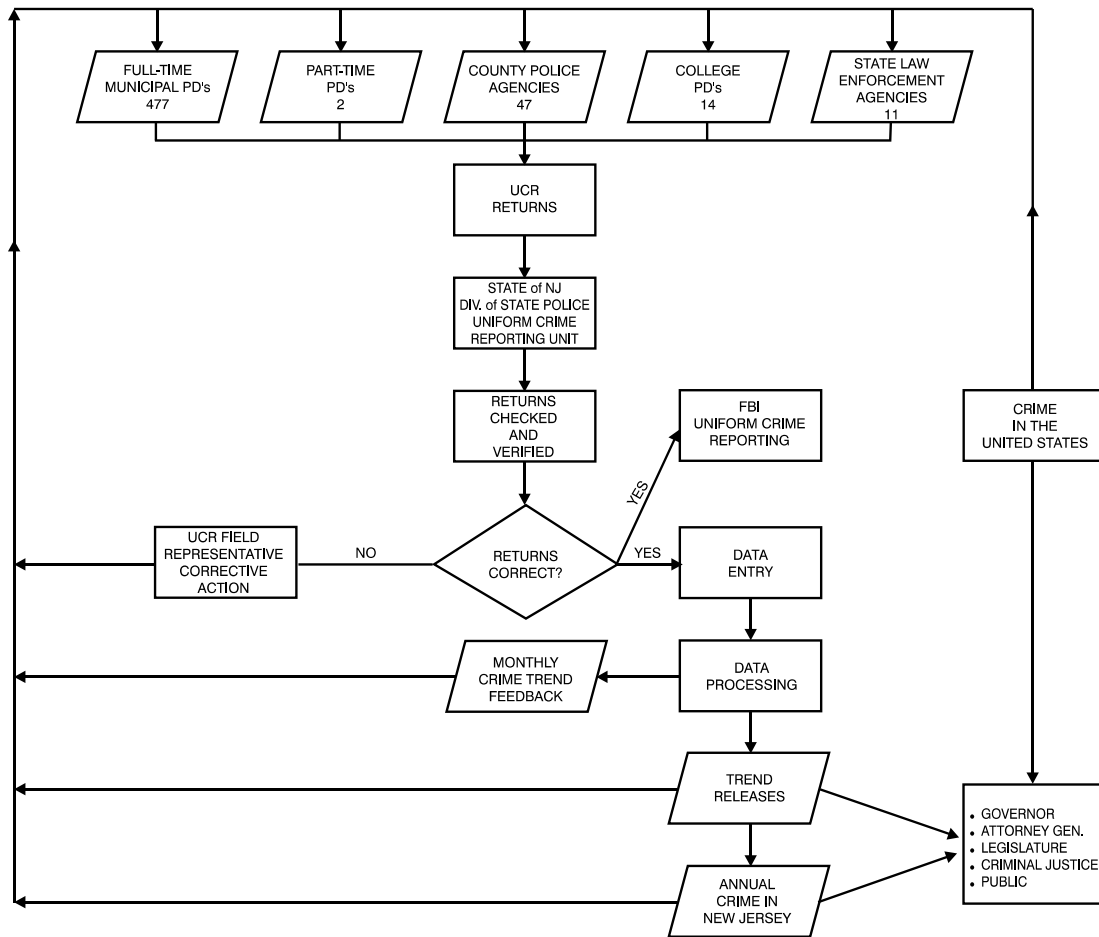 FULL-TIME
MUNICIPAL PD's
477
PART-TIME
PD's
2
COUNTY POLICE
AGENCIES
47
COLLEGE
PD's
14
STATE LAW
ENFORCEMENT
AGENCIES
11
UCR
RETURNS
STATE of NJ
DIV. of STATE POLICE
UNIFORM CRIME
REPORTING UNIT
RETURNS
CHECKED
AND
VERIFIED
FBI
UNIFORM CRIME
REPORTING
CRIME
IN THE
UNITED STATES
YES
UCR FIELD
REPRESENTATIVE
CORRECTIVE
ACTION
NO
RETURNS
CORRECT?
YES
DATA
ENTRY
MONTHLY
CRIME TREND
FEEDBACK
DATA
PROCESSING
TREND
RELEASES
• GOVERNOR
• ATTORNEY GEN.
• LEGISLATURE
• CRIMINAL JUSTICE
• PUBLIC
ANNUAL
CRIME IN
NEW JERSEY